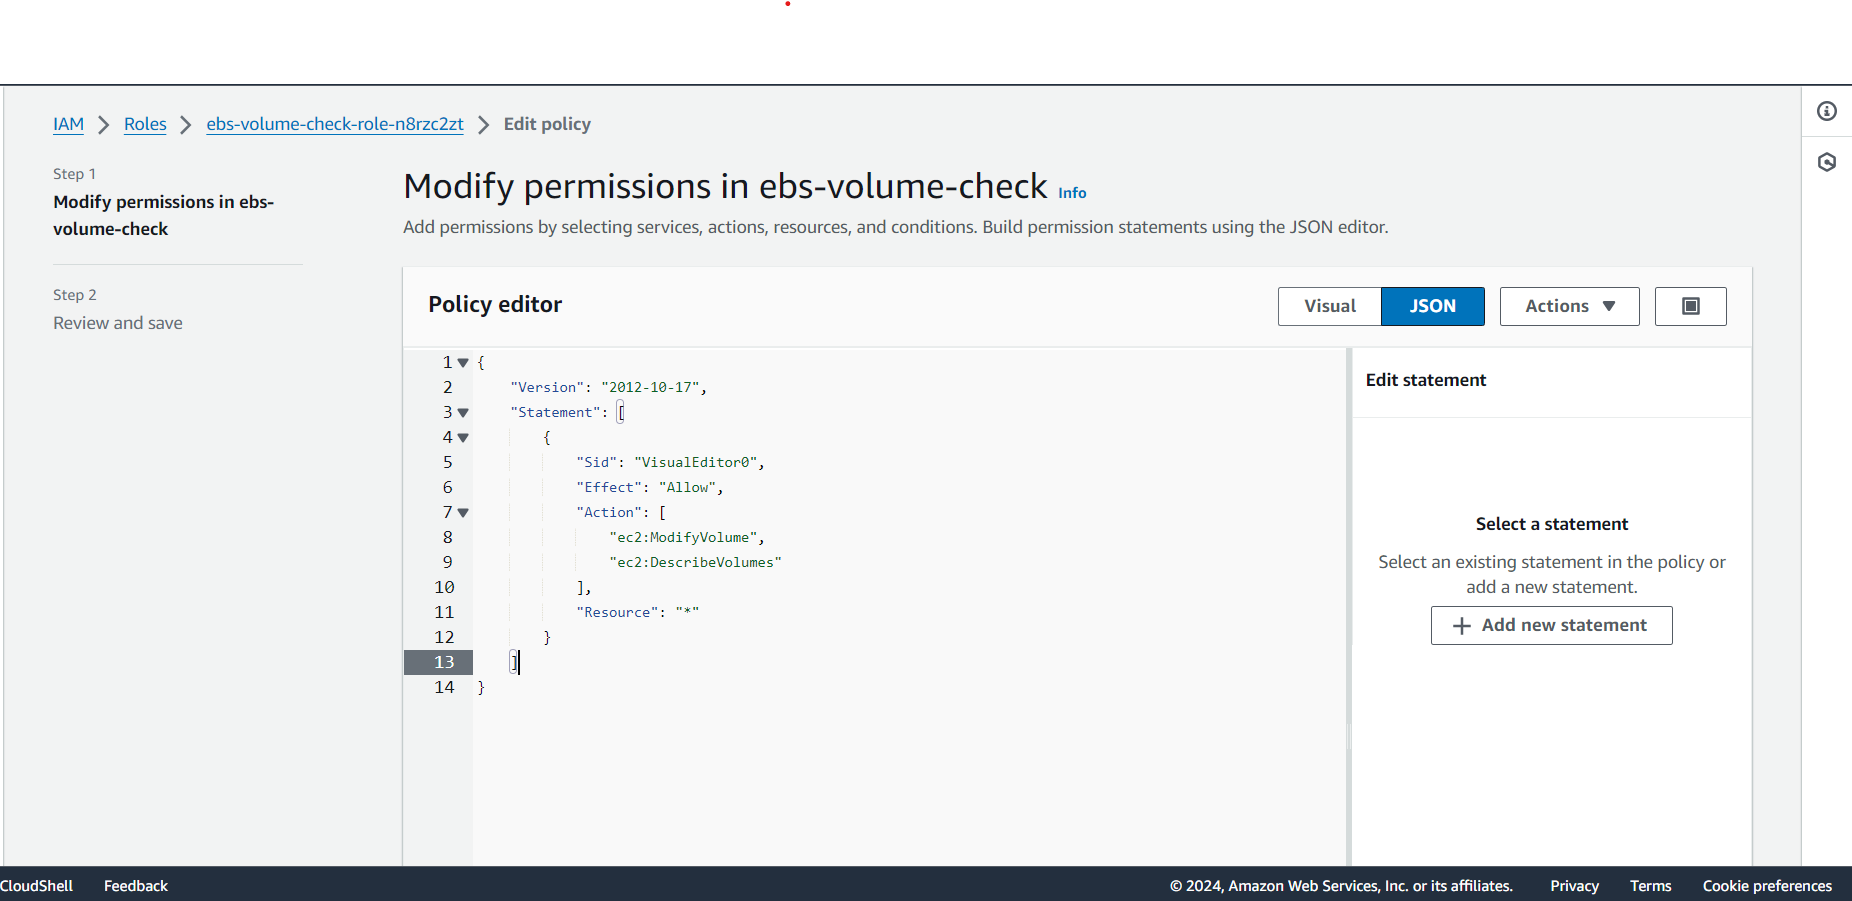 IAM > Roles > ebs-volume-check-role-n8rzc2zt > Edit policy
Step 1
Modify permissions in ebs-
volume-check
Step 2
Review and save
Modify permissions in ebs-volume-check Info
Add permissions by selecting services, actions, resources, and conditions. Build permission statements using the JSON editor.
Policy editor
Visual JSON Actions
1 {
2     "Version": "2012-10-17",
3     "Statement": [
4         {
5             "Sid": "VisualEditor0",
6             "Effect": "Allow",
7             "Action": [
8                 "ec2:ModifyVolume",
9                 "ec2:DescribeVolumes"
10             ],
11             "Resource": "*"
12         }
13     ]
14 }
Edit statement
Select a statement
Select an existing statement in the policy or
add a new statement.
+ Add new statement
CloudShell Feedback © 2024, Amazon Web Services, Inc. or its affiliates. Privacy Terms Cookie preferences